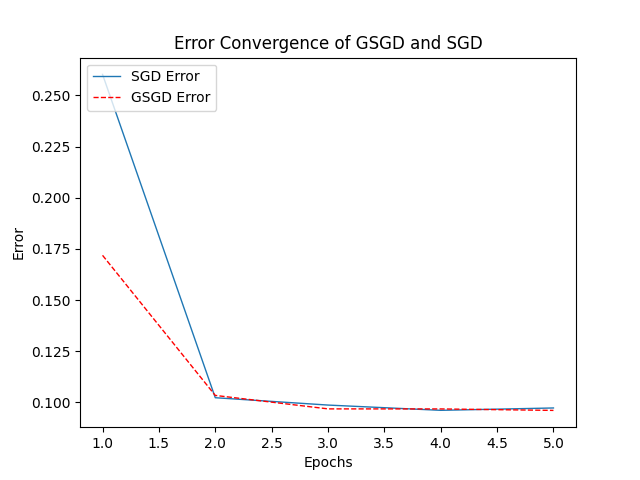 Error Convergence of GSGD and SGD
SGD Error
GSGD Error
Error
0.250
0.225
0.200
0.175
0.150
0.125
0.100
1.0 1.5 2.0 2.5 3.0 3.5 4.0 4.5 5.0
Epochs